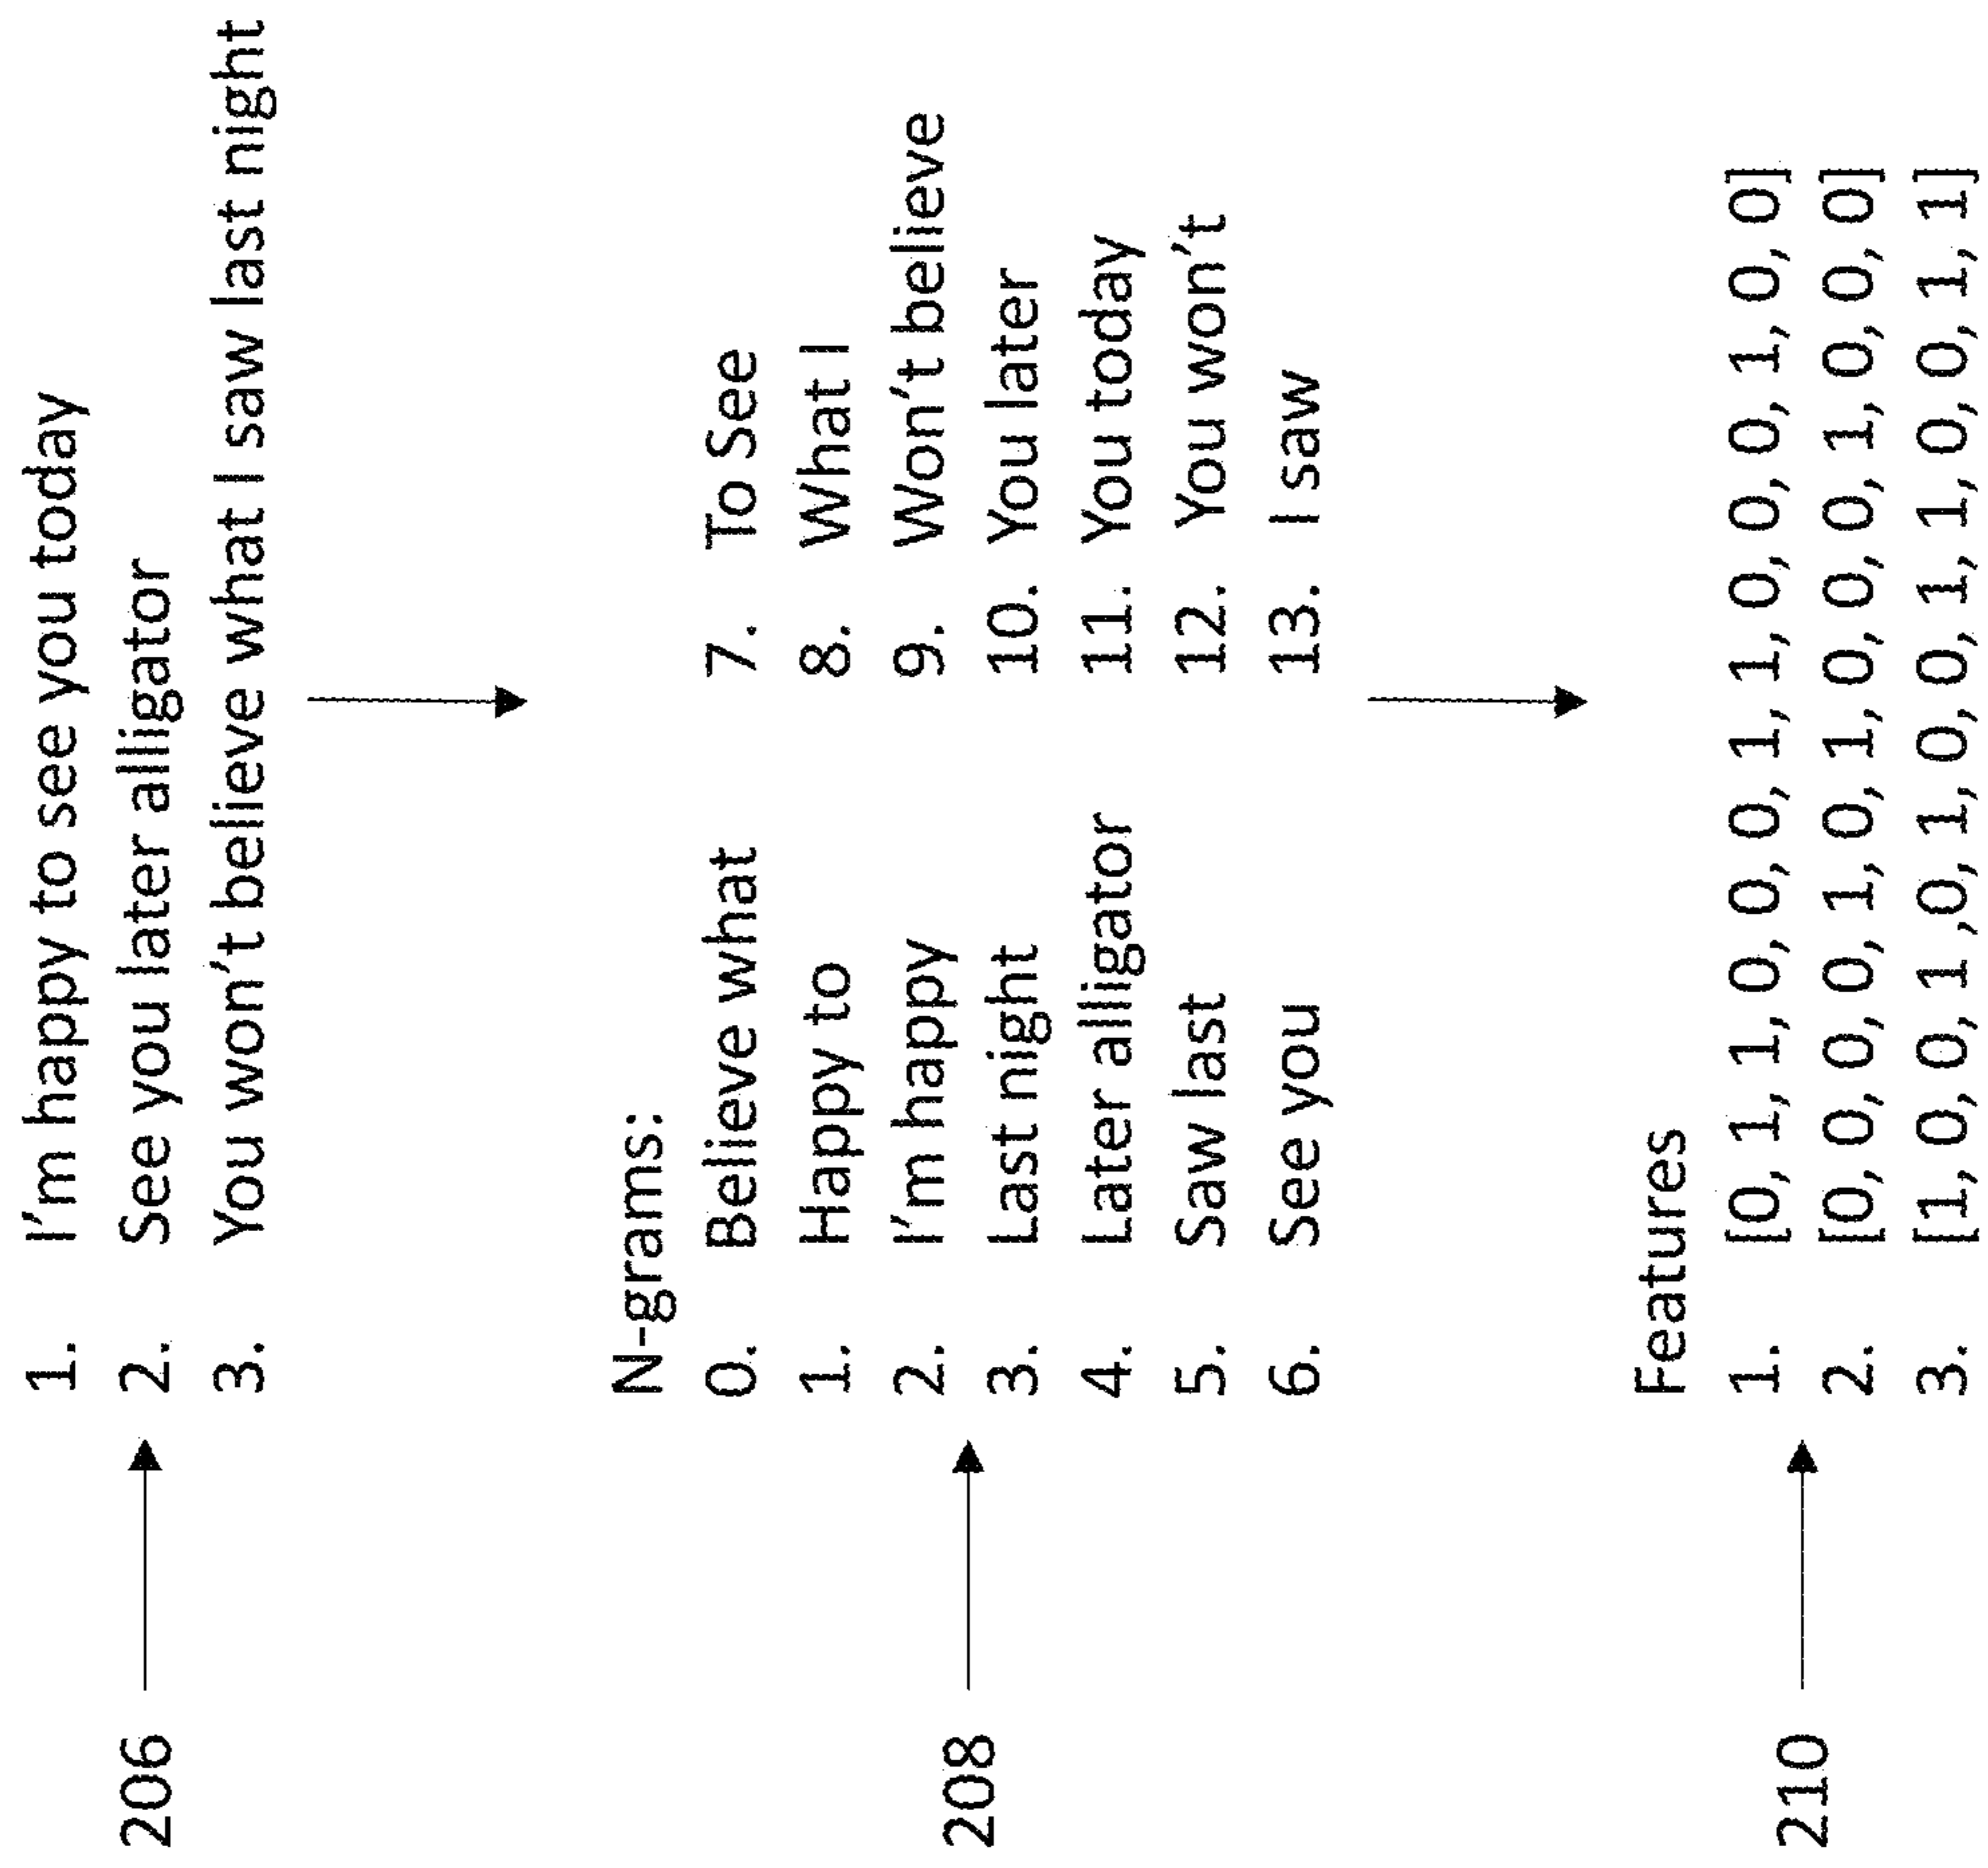 206
1. I'm happy to see you today
2. See you later alligator
3. You won't believe what I saw last night
208
N-grams:
0. Believe what
1. Happy to
2. I'm happy
3. Last night
4. Later alligator
5. Saw last
6. See you
7. To See
8. What I
9. Won't believe
10. You later
11. You today
12. You won't
13. I saw
210
Features
1. [0, 1, 1, 0, 0, 0, 1, 1, 0, 0, 0, 1, 0, 0]
2. [0, 0, 0, 0, 1, 0, 1, 0, 0, 0, 1, 0, 0, 0]
3. [1, 0, 0, 1 ,0, 1, 0, 0, 1, 1, 0, 0, 1, 1]